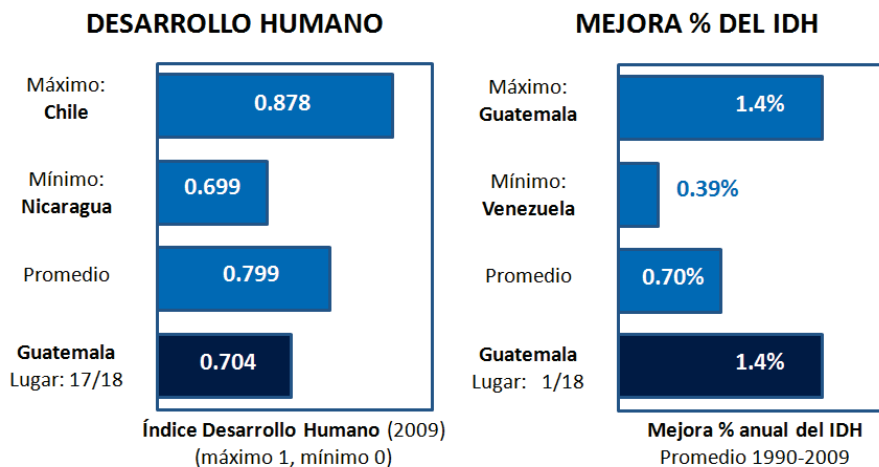 DESARROLLO HUMANO
Máximo:
Chile
0.878
Mínimo:
Nicaragua
0.699
Promedio
0.799
Guatemala
Lugar: 17/18
0.704
Índice Desarrollo Humano (2009)
(máximo 1, mínimo 0)
MEJORA % DEL IDH
Máximo:
Guatemala
1.4%
Mínimo:
Venezuela
0.39%
Promedio
0.70%
Guatemala
Lugar: 1/18
1.4%
Mejora % anual del IDH
Promedio 1990-2009